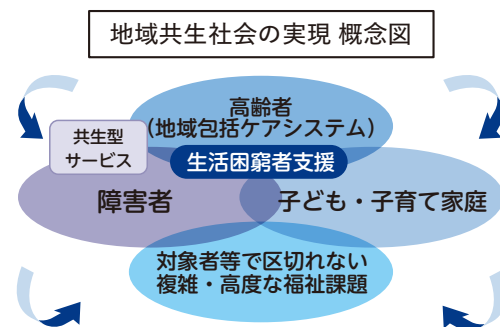 地域共生社会の実現 概念図
高齢者
(地域包括ケアシステム)
共生型
サービス
生活困窮者支援
障害者
子ども・子育て家庭
対象者等で区切れない
複雑・高度な福祉課題